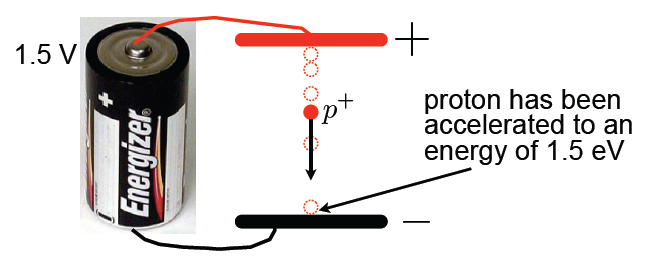 1.5 V
+
Energizer®
+
p+
proton has been
accelerated to an
energy of 1.5 eV
−